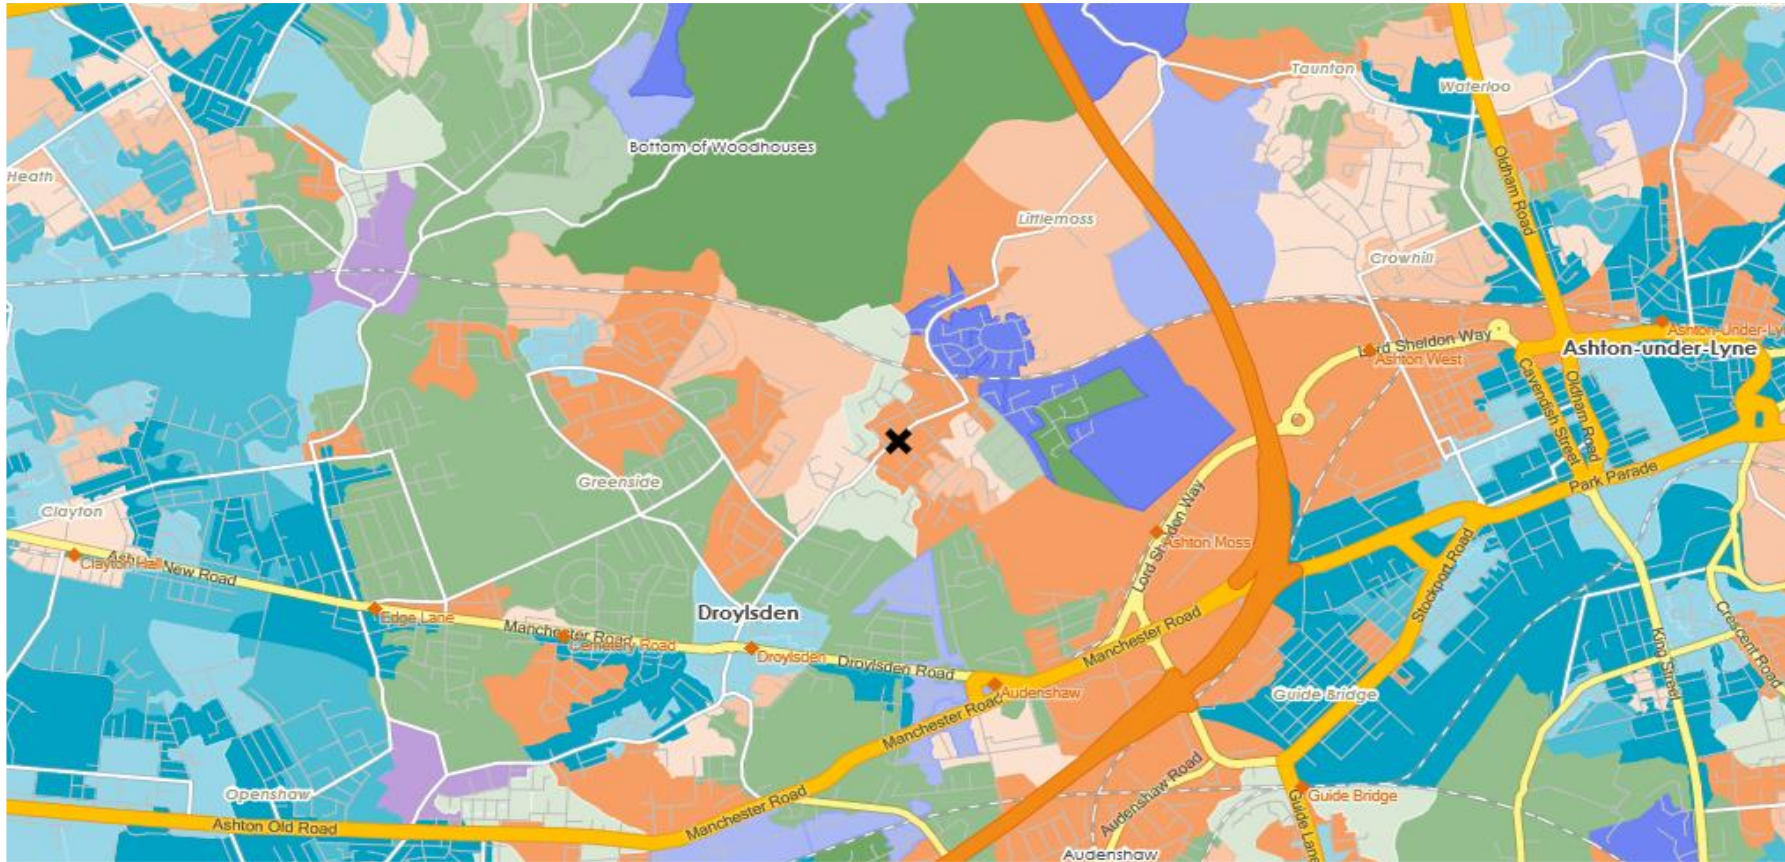 Taunton
Waterloo
Bottom of Woodhouses
Heath
Oldham Road
Littlemoss
Crowhill
Ashton-Under-Ly
Lord Sheldon Way
Ashton West
Ashton-under-Lyne
Cavendish Street
Oldham Road
Greenside
Park Parade
Clayton
Lord Sheldon Way
Ashton Moss
Clayton Hall
New Road
Stockport Road
Edge Lane
Droylsden
Manchester Road
Cemetery Road
Droylsden
Droylsden Road
Manchester Road
Crescent Road
King Street
Audenshaw
Manchester Road
Guide Bridge
Openshaw
Ashton Old Road
Manchester Road
Audenshaw Road
Guide Bridge
Guide Lane
Audenshaw